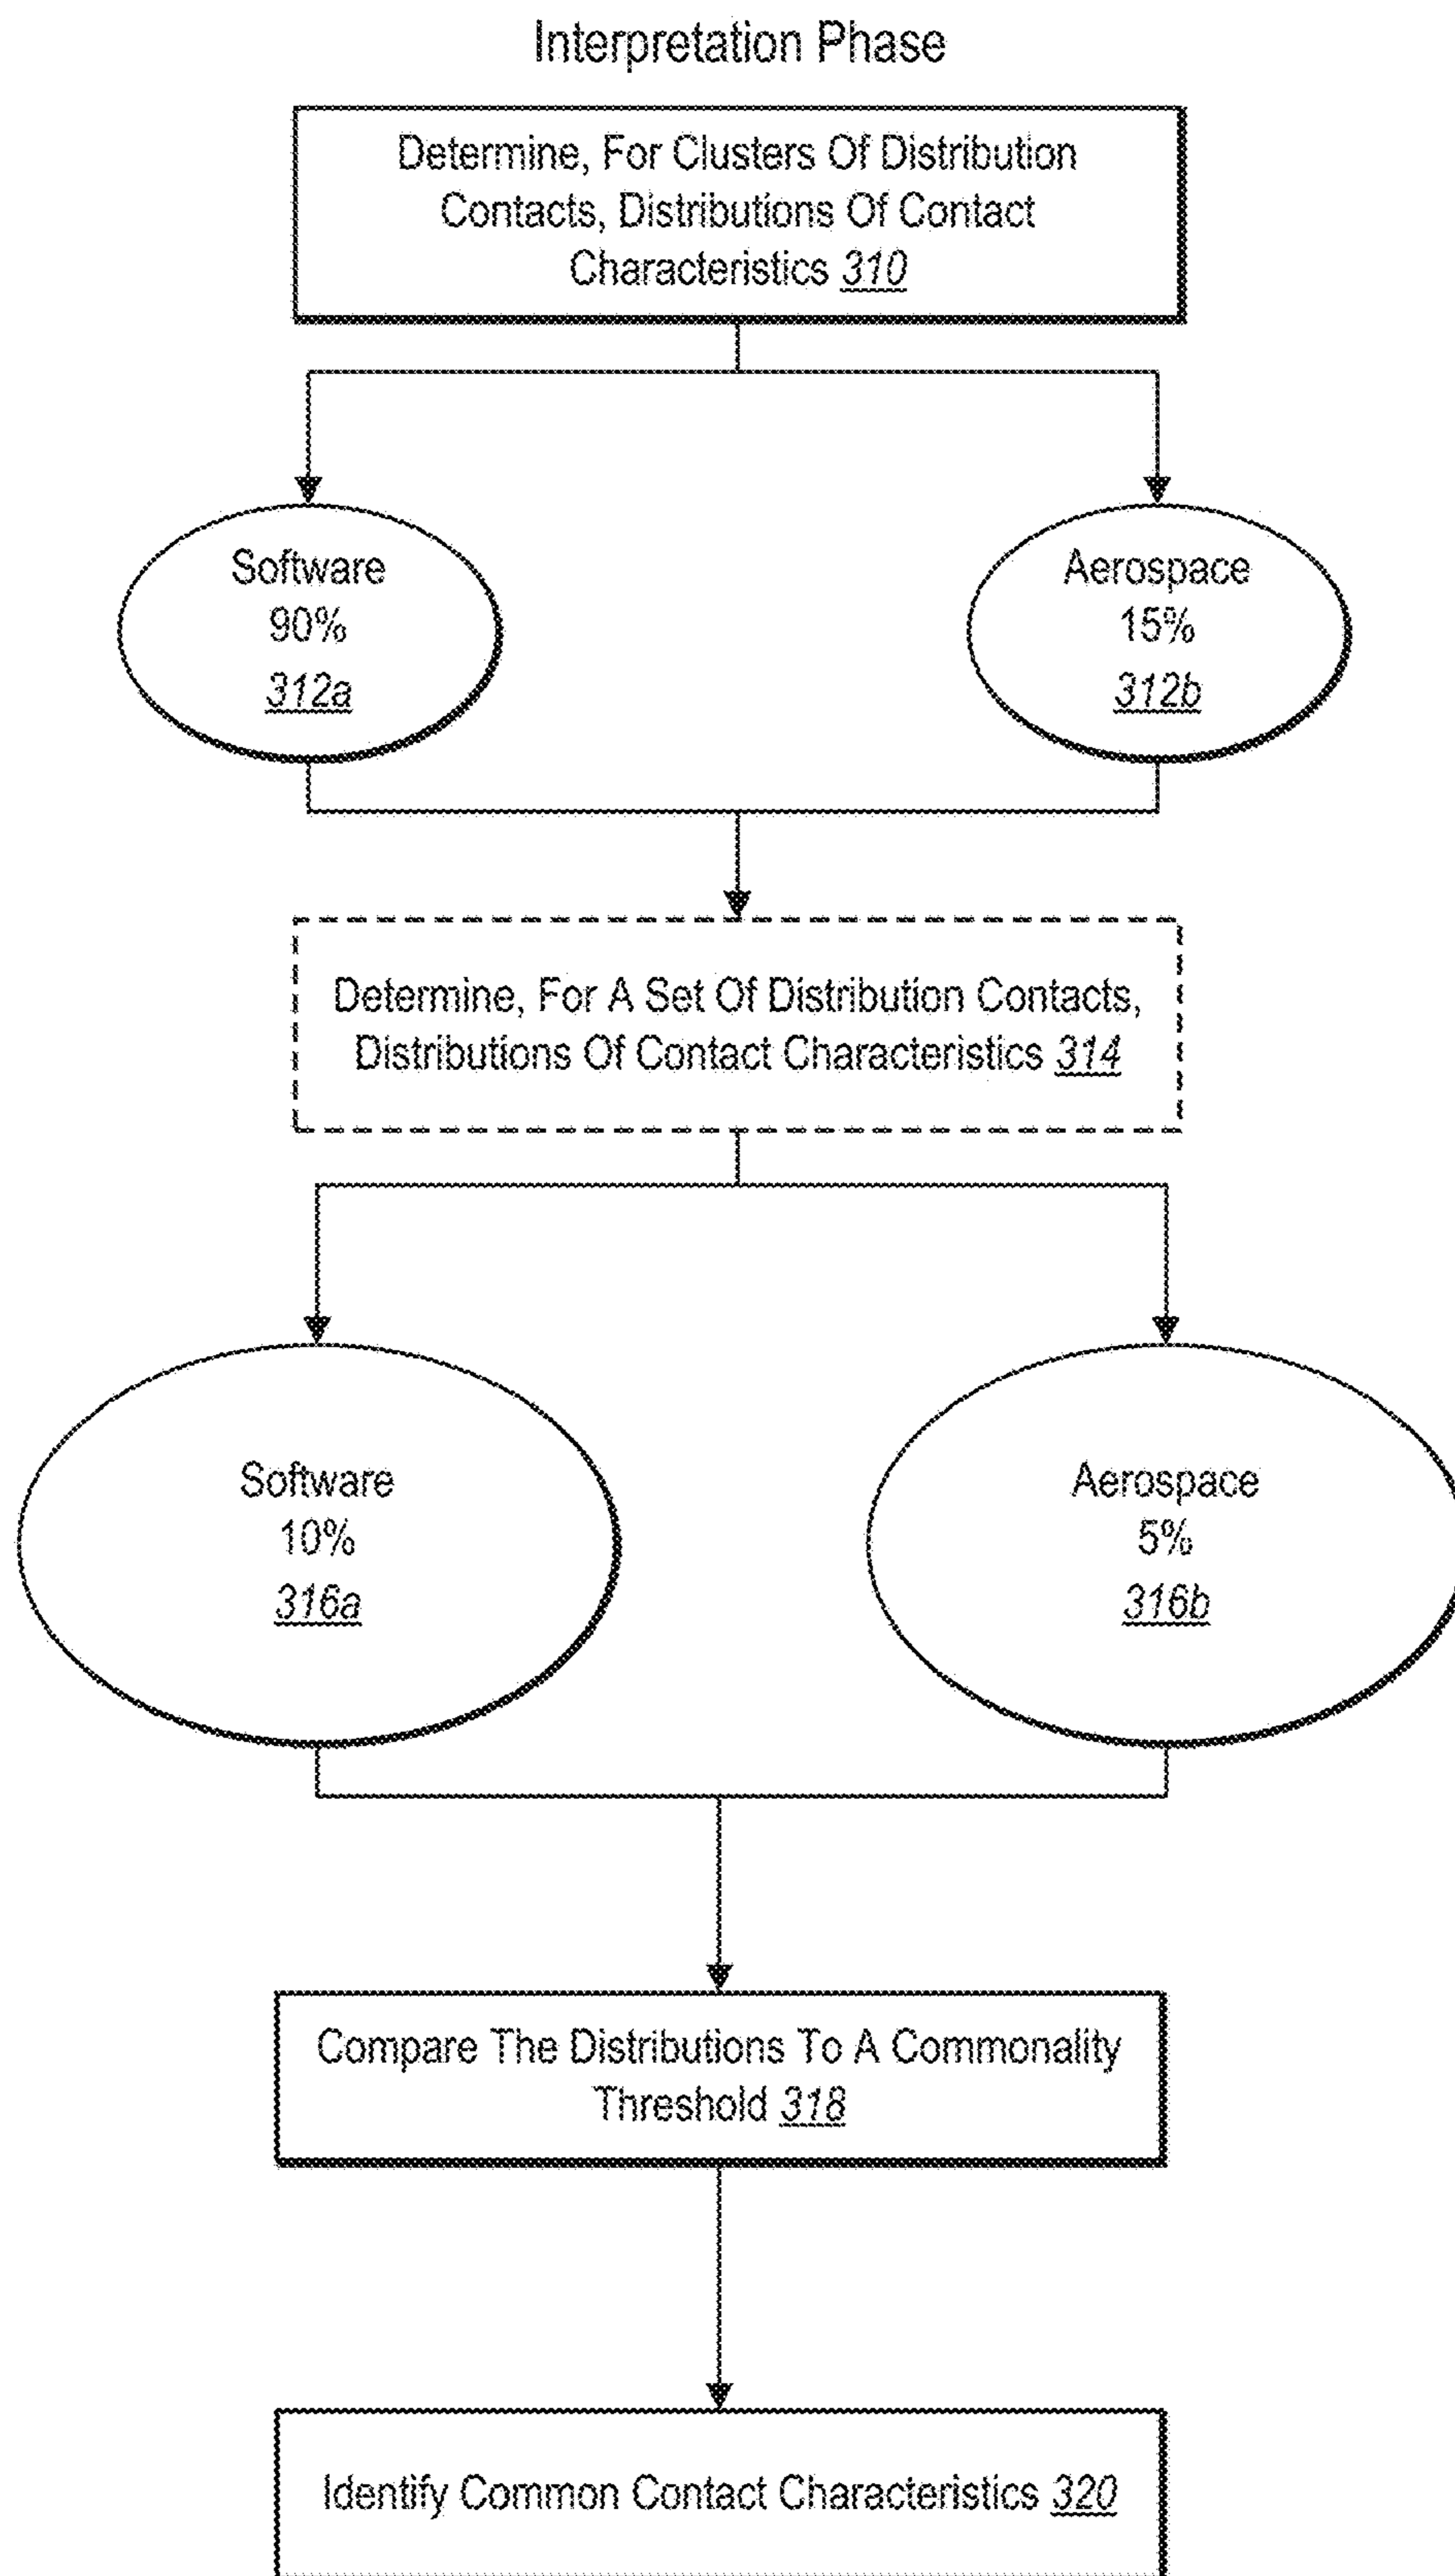 Interpretation Phase
Determine, For Clusters Of Distribution
Contacts, Distributions Of Contact
Characteristics 310
Software
90%
312a
Aerospace
15%
312b
Determine, For A Set Of Distribution Contacts,
Distributions Of Contact Characteristics 314
Software
10%
316a
Aerospace
5%
316b
Compare The Distributions To A Commonality
Threshold 318
Identify Common Contact Characteristics 320